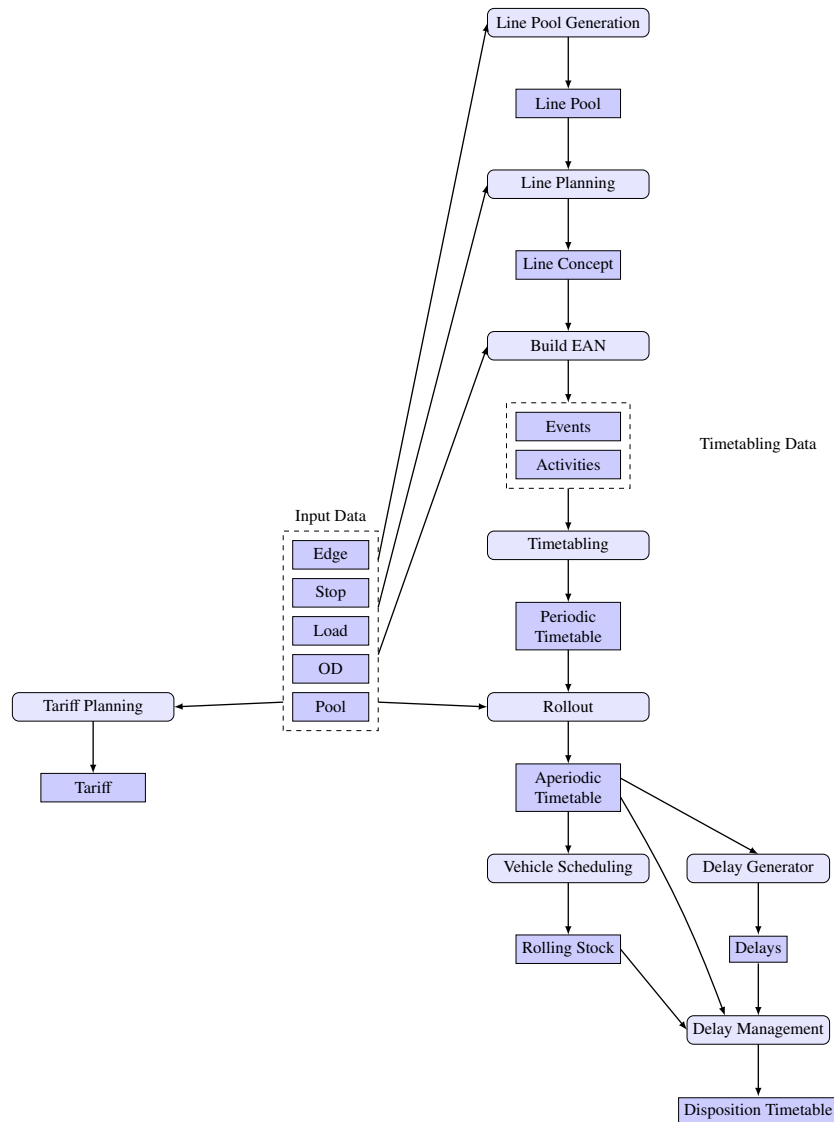 Line Pool Generation
Line Pool
Line Planning
Line Concept
Build EAN
Events
Activities
Timetabling Data
Input Data
Edge
Stop
Load
OD
Pool
Timetabling
Periodic
Timetable
Tariff Planning
Rollout
Tariff
Aperiodic
Timetable
Vehicle Scheduling
Delay Generator
Rolling Stock
Delays
Delay Management
Disposition Timetable